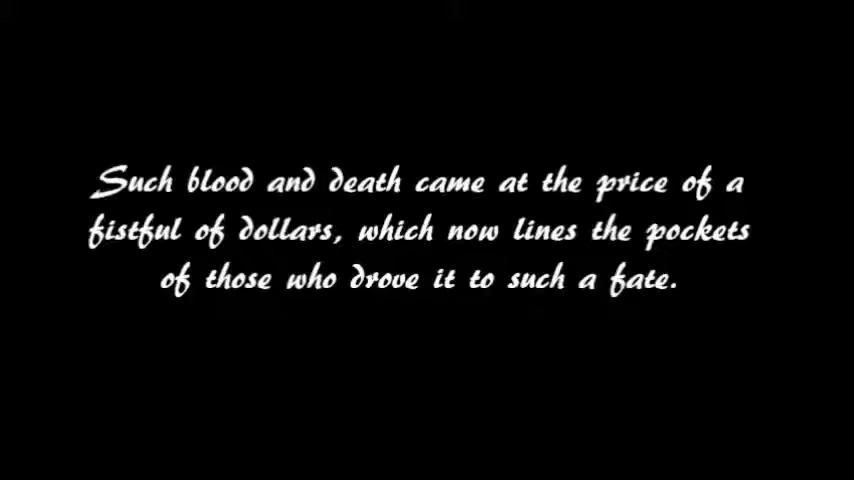 Such blood and death came at the price of a
fistful of dollars, which now lines the pockets
of those who drove it to such a fate.